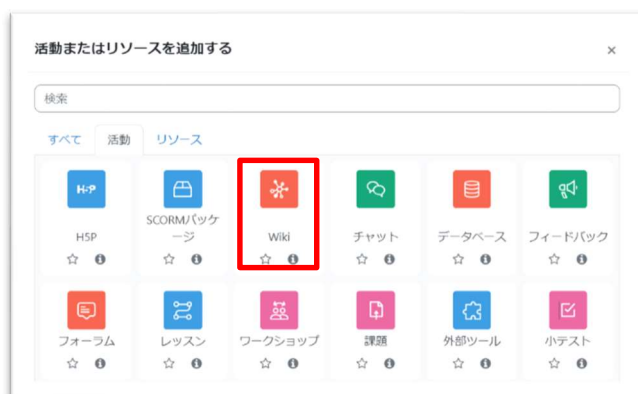 活動またはリソースを追加する
×
検索
すべて 活動 リソース
H5P
SCORMパッケ
ージ
Wiki
チャット
データベース
フィードバック
フォーラム
レッスン
ワークショップ
課題
外部ツール
小テスト